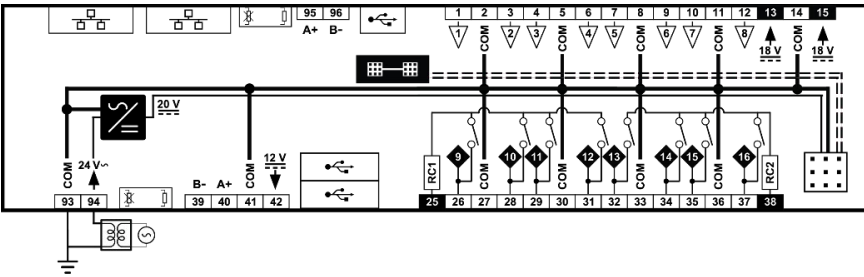 95 96
A+ B-
1 2 3 4 5 6 7 8 9 10 11 12 13 14 15
1 COM 2 3 COM 4 5 COM 6 7 COM 8 18 V COM 18 V
20 V
24 V~
COM
B- A+ COM 12 V
RC1 9 COM 10 11 COM 12 13 COM 14 15 COM 16 RC2
93 94 39 40 41 42 25 26 27 28 29 30 31 32 33 34 35 36 37 38